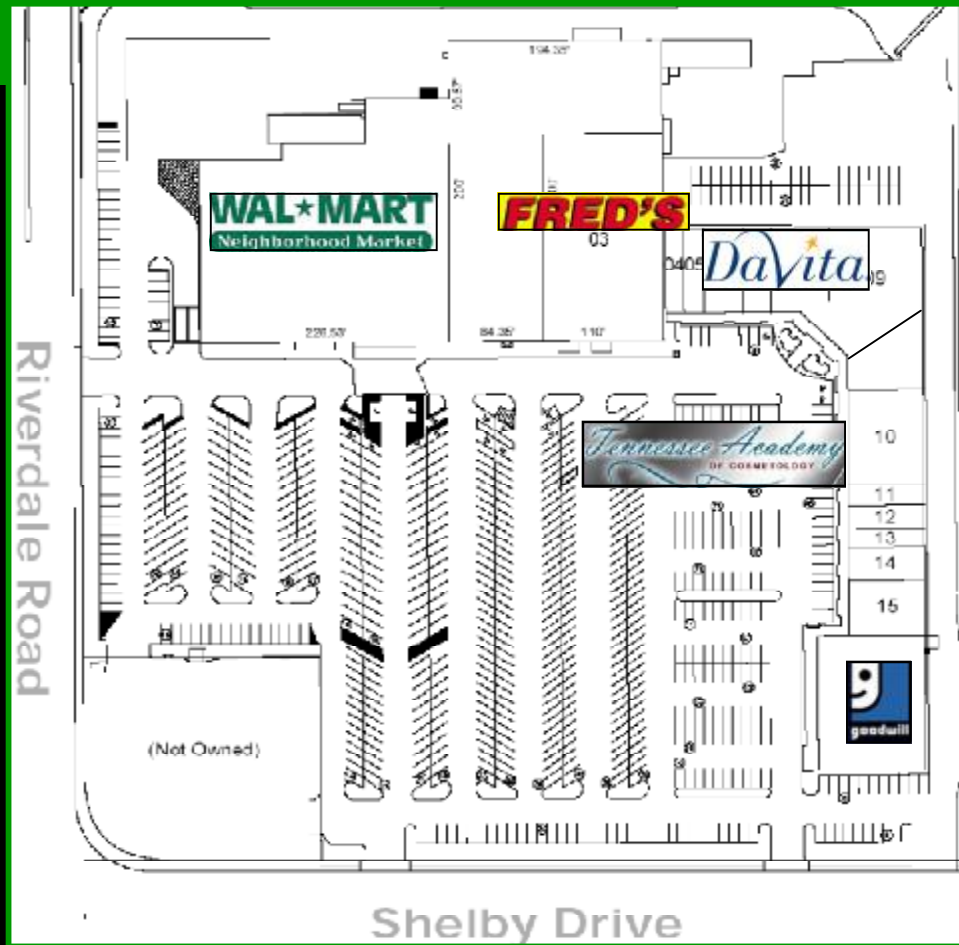 194.35'
200'
WAL★MART
Neighborhood Market
FRED'S
03
0405
DaVita
09
226.53'
84.35'
110'
Riverdale Road
10
Tennessee Academy
OF COSMETOLOGY
11
12
13
14
15
goodwill
(Not Owned)
Shelby Drive